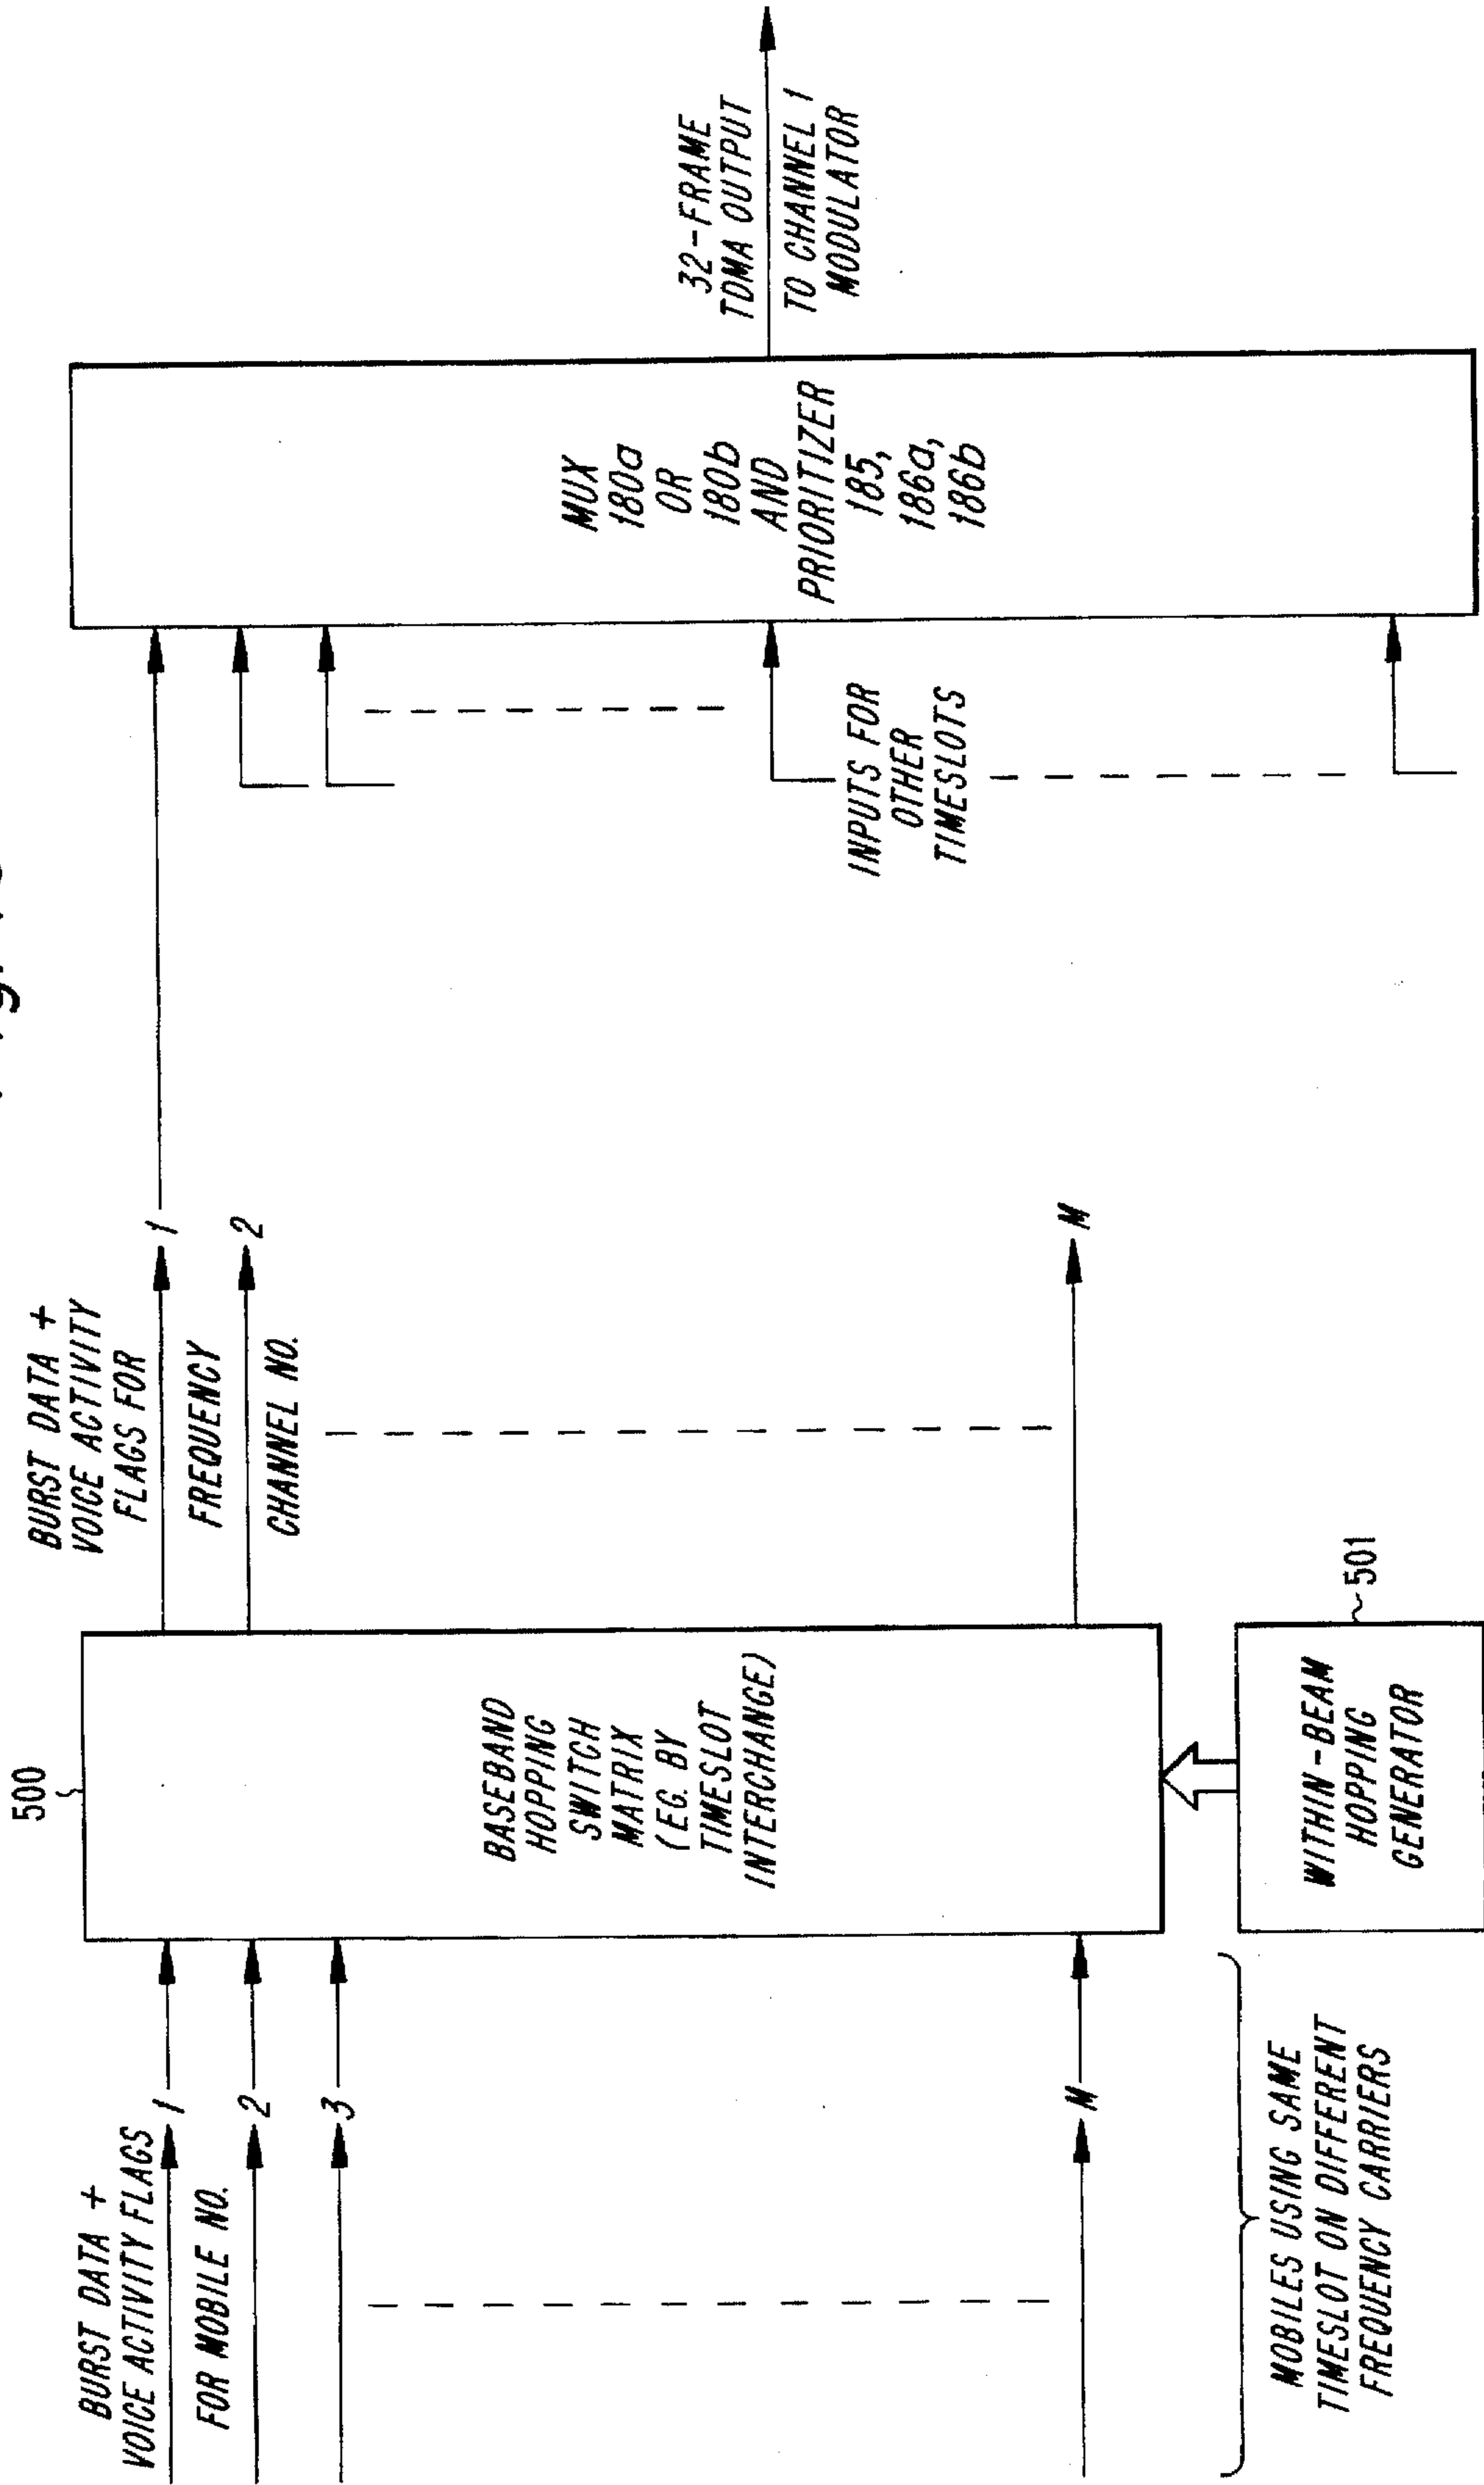 500
BURST DATA +
VOICE ACTIVITY FLAGS
1
FOR MOBILE NO.
2
3
M
MOBILES USING SAME
TIMESLOT ON DIFFERENT
FREQUENCY CARRIERS
BASEBAND
HOPPING
SWITCH
MATRIX
(EG. BY
TIMESLOT
INTERCHANGE)
WITHIN-BEAM
HOPPING
GENERATOR
501
BURST DATA +
VOICE ACTIVITY
FLAGS FOR
1
FREQUENCY
2
CHANNEL NO.
M
INPUTS FOR
OTHER
TIMESLOTS
MUX
180a
OR
180b
AND
PRIORITIZER
185,
186a,
186b
32-FRAME
TDMA OUTPUT
TO CHANNEL 1
MODULATOR